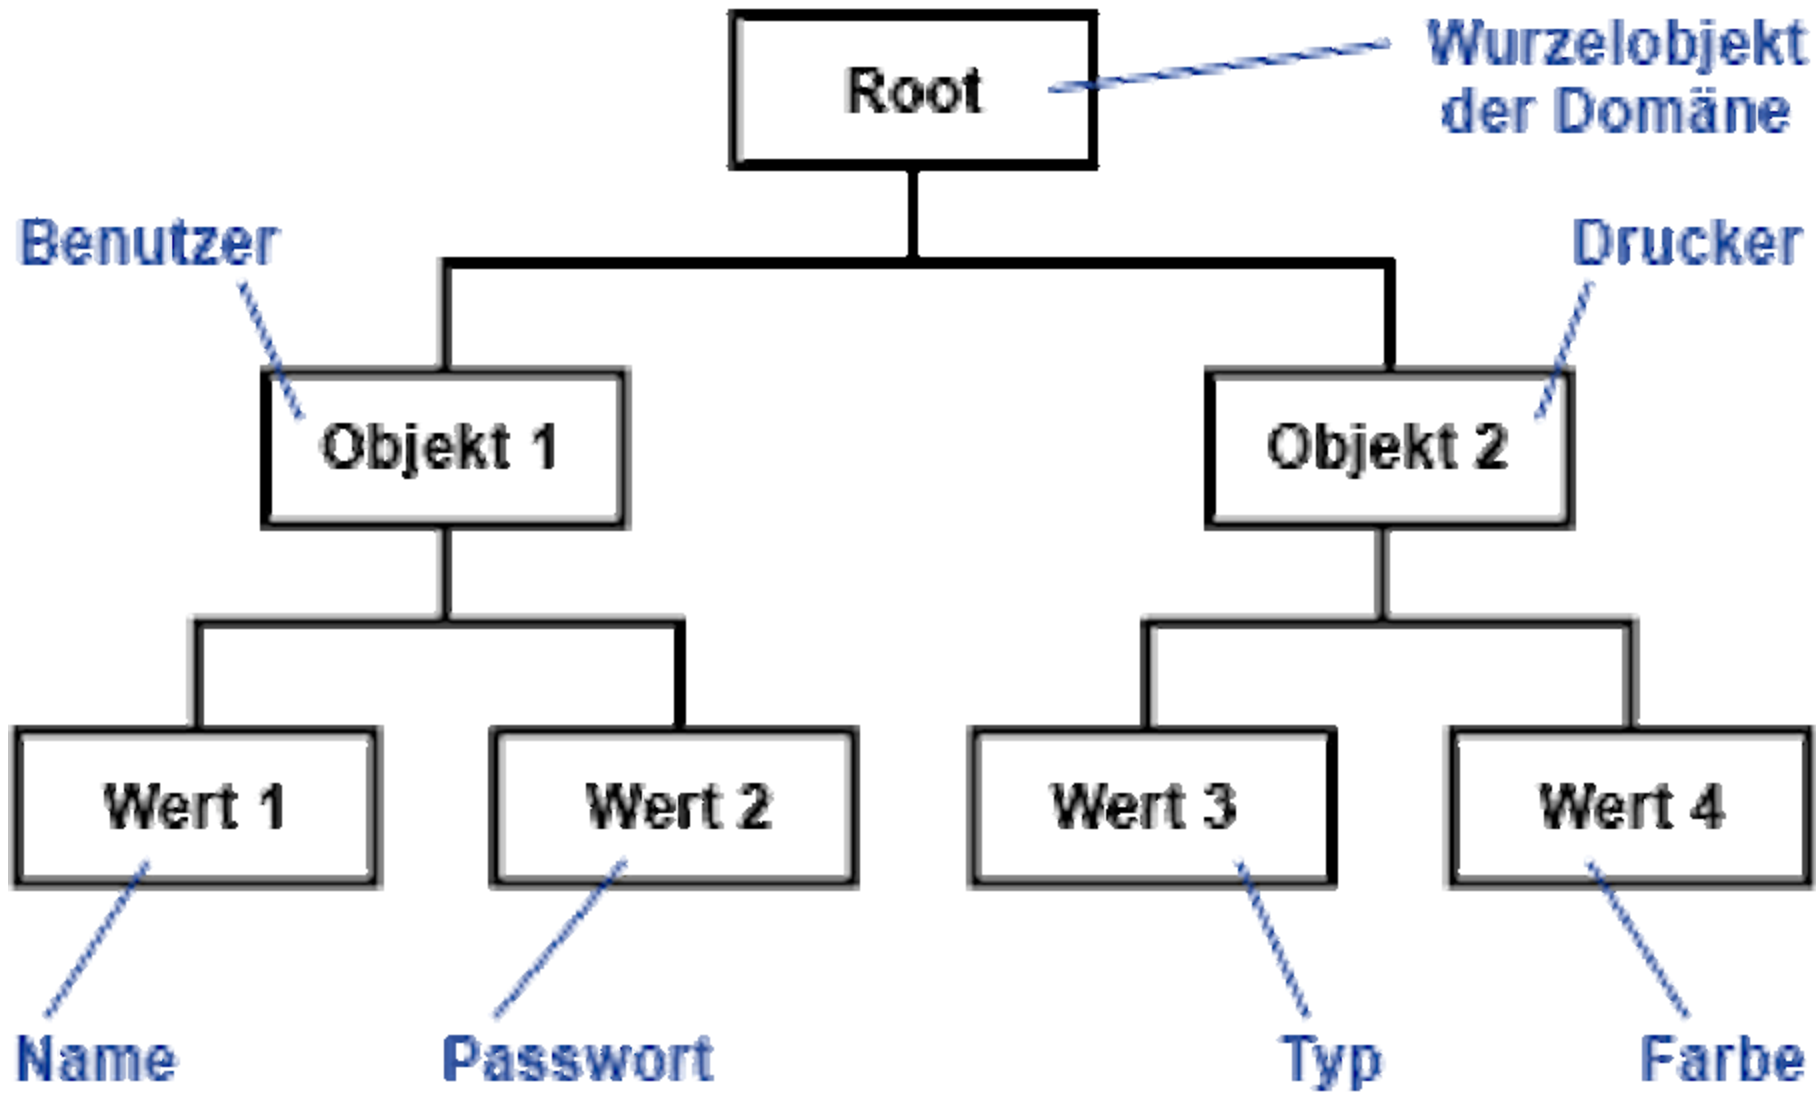 Root
Wurzelobjekt
der Domäne
Benutzer
Drucker
Objekt 1
Objekt 2
Wert 1
Wert 2
Wert 3
Wert 4
Name
Passwort
Typ
Farbe